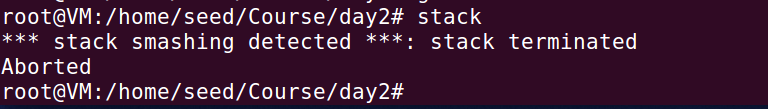 root@VM:/home/seed/Course/day2# stack
*** stack smashing detected ***: stack terminated
Aborted
root@VM:/home/seed/Course/day2#